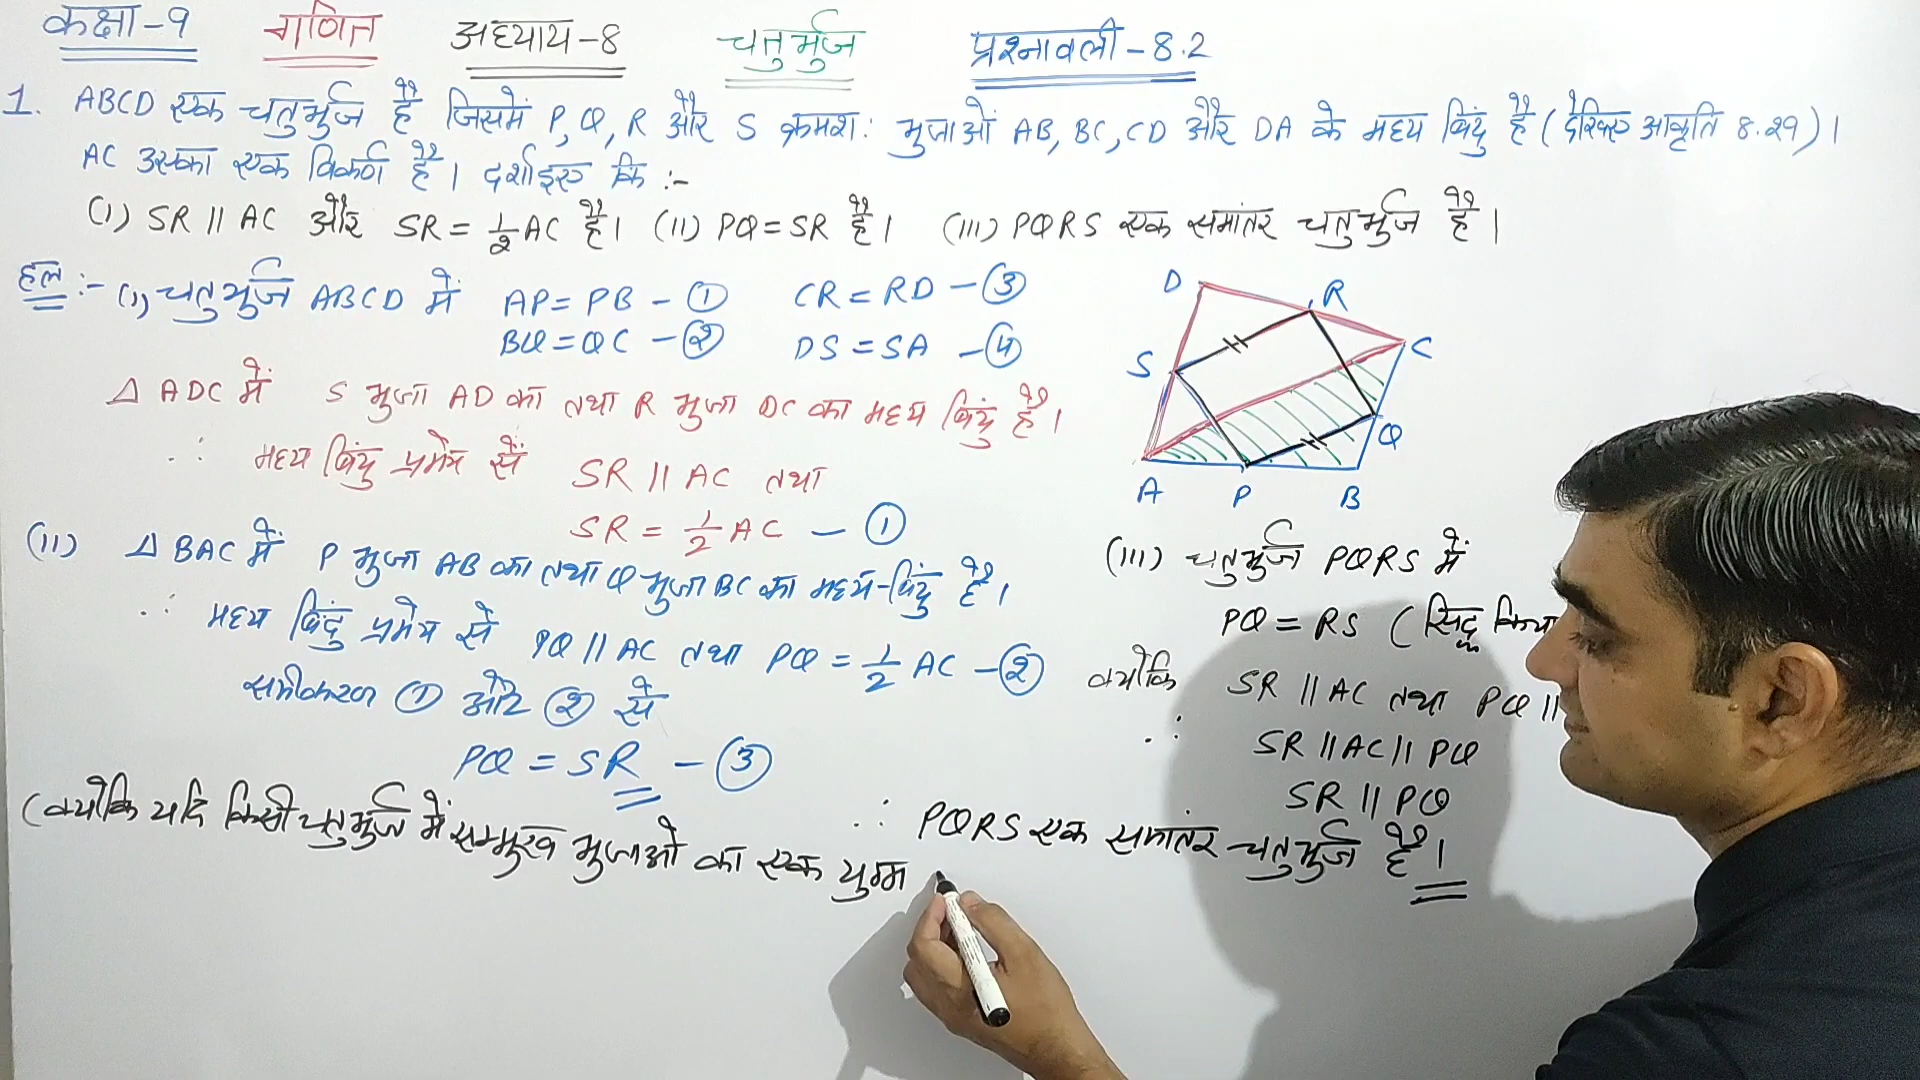 कक्षा-9 गणित अध्याय-8 चतुर्भुज प्रश्नावली-8.2
1. ABCD एक चतुर्भुज है जिसमें P, Q, R और S क्रमश: भुजाओं AB, BC, CD और DA के मध्य बिंदु है (देखिए आकृति 8.29)।
AC उसका एक विकर्ण है। दर्शाइए कि :-
(i) SR || AC और SR = 1/2 AC है। (ii) PQ = SR है। (iii) PQRS एक समांतर चतुर्भुज है।
हल :- (i) चतुर्भुज ABCD में AP = PB - ① CR = RD - ③
BQ = QC - ② DS = SA - ④
Δ ADC में S भुजा AD का तथा R भुजा DC का मध्य बिंदु है।
∴ मध्य बिंदु प्रमेय से SR || AC तथा
SR = 1/2 AC - ①
(ii) Δ BAC में P भुजा AB का तथा Q भुजा BC का मध्य-बिंदु है।
∴ मध्य बिंदु प्रमेय से PQ || AC तथा PQ = 1/2 AC - ②
समीकरण ① और ② से
PQ = SR - ③
D R
S C
Q
A P B
(iii) चतुर्भुज PQRS में
PQ = RS (सिद्ध किया
क्योंकि SR || AC तथा PQ ||
∴ SR || AC || PQ
SR || PQ
∴ PQRS एक समांतर चतुर्भुज है।
(क्योंकि यदि किसी चतुर्भुज में सम्मुख भुजाओं का एक युग्म